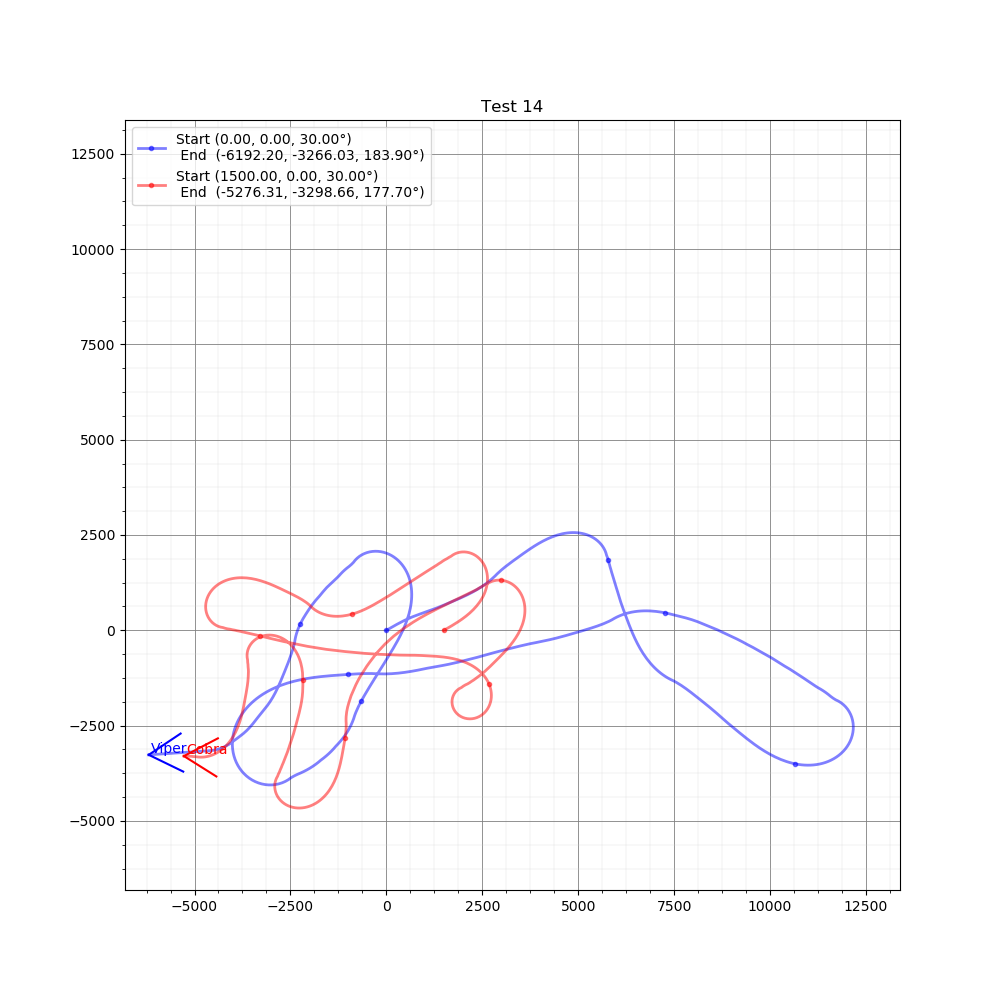 Test 14
Start (0.00, 0.00, 30.00°)
End (-6192.20, -3266.03, 183.90°)
Start (1500.00, 0.00, 30.00°)
End (-5276.31, -3298.66, 177.70°)
12500
10000
7500
5000
2500
0
−2500
−5000
Viper
Cobra
−5000
−2500
0
2500
5000
7500
10000
12500